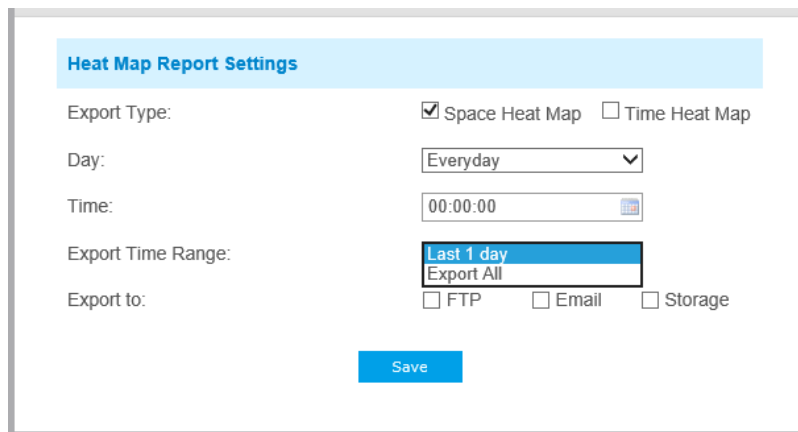 Heat Map Report Settings
Export Type: Space Heat Map Time Heat Map
Day: Everyday
Time: 00:00:00
Export Time Range: Last 1 day
Export All
Export to: FTP Email Storage
Save